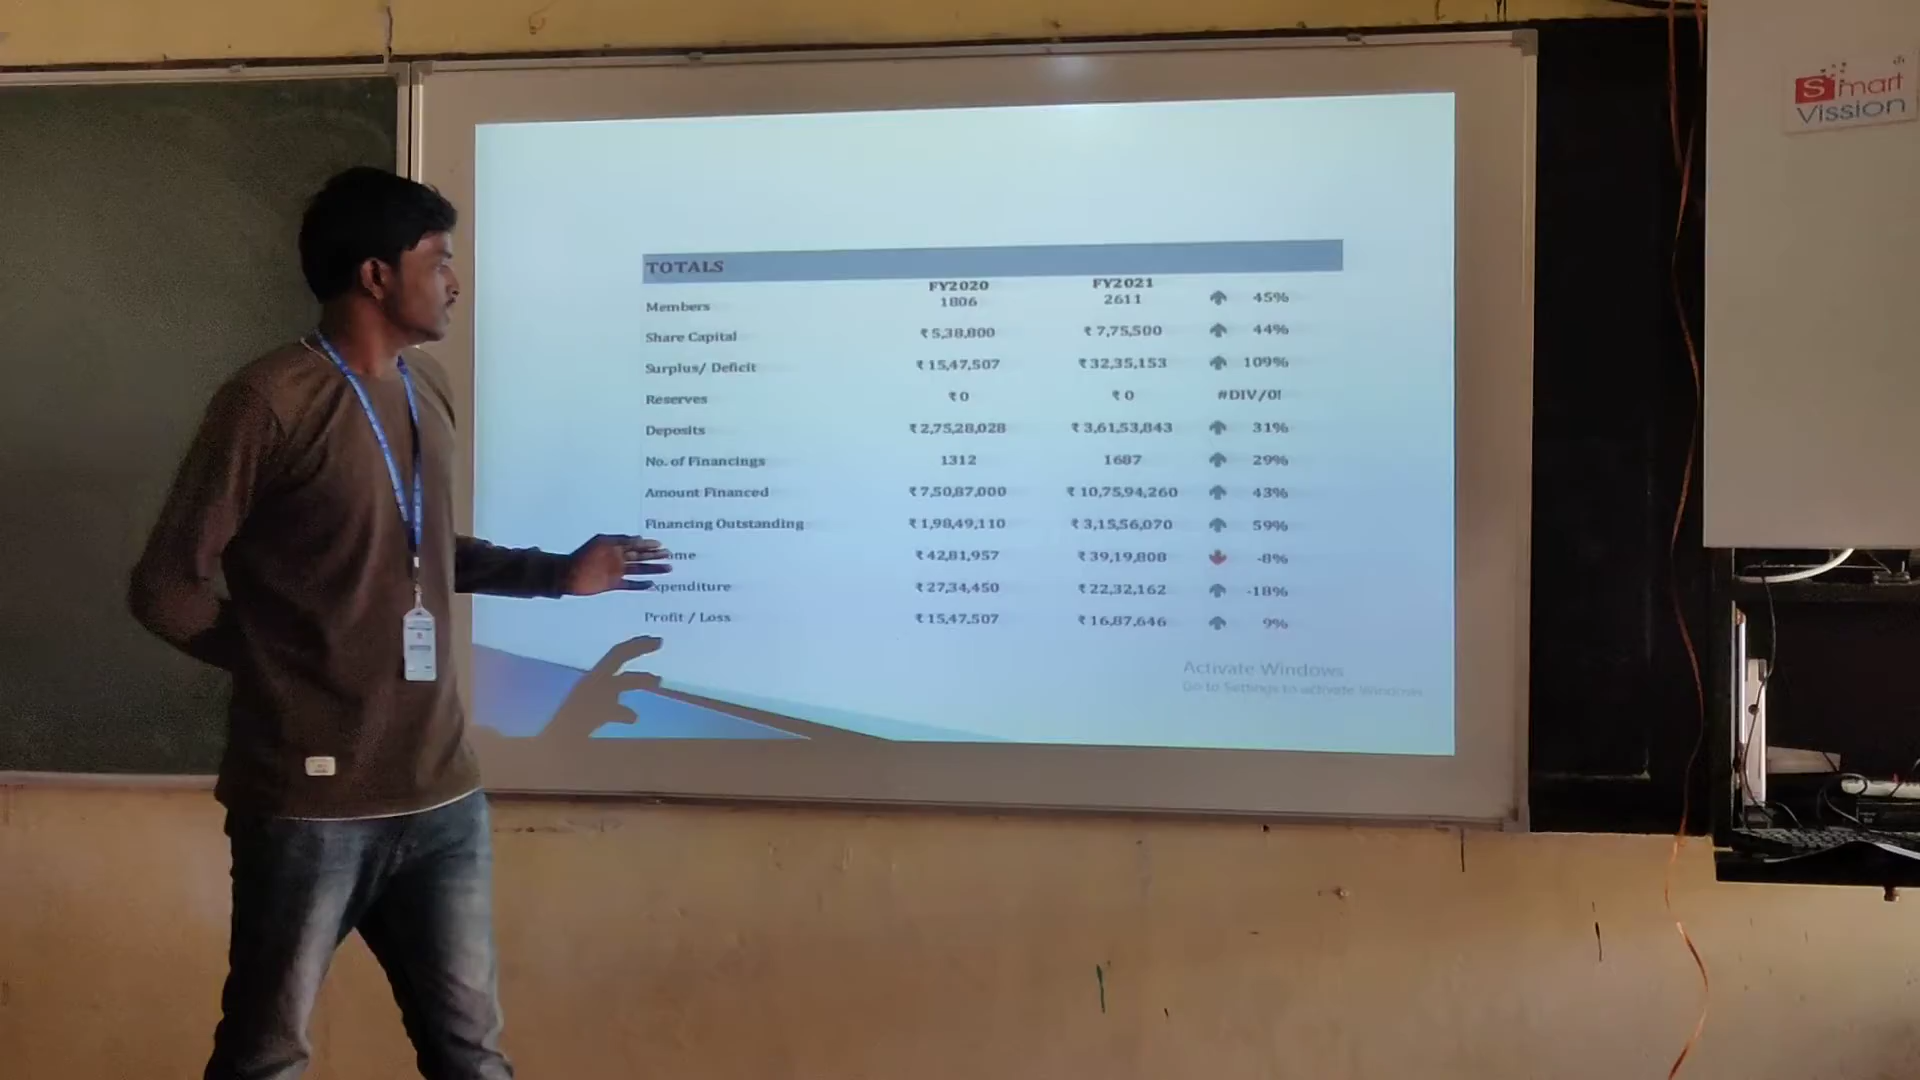 TOTALS
FY2020 FY2021
Members 1806 2611 45%
Share Capital ₹ 5,38,800 ₹ 7,75,500 44%
Surplus/ Deficit ₹ 15,47,507 ₹ 32,35,153 109%
Reserves ₹ 0 ₹ 0 #DIV/0!
Deposits ₹ 2,75,28,028 ₹ 3,61,53,843 31%
No. of Financings 1312 1687 29%
Amount Financed ₹ 7,50,87,000 ₹ 10,75,94,260 43%
Financing Outstanding ₹ 1,98,49,110 ₹ 3,15,56,070 59%
ome ₹ 42,81,957 ₹ 39,19,808 -8%
xpenditure ₹ 27,34,450 ₹ 22,32,162 -18%
Profit / Loss ₹ 15,47,507 ₹ 16,87,646 9%
Activate Windows
Go to Settings to activate Windows.
Smart
Vission